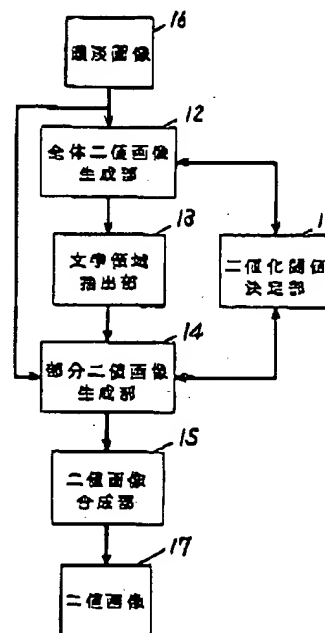 16
濃淡画像
12
全体二値画像
生成部
13
文字領域
抽出部
1
二値化閾値
決定部
14
部分二値画像
生成部
15
二値画像
合成部
17
二値画像